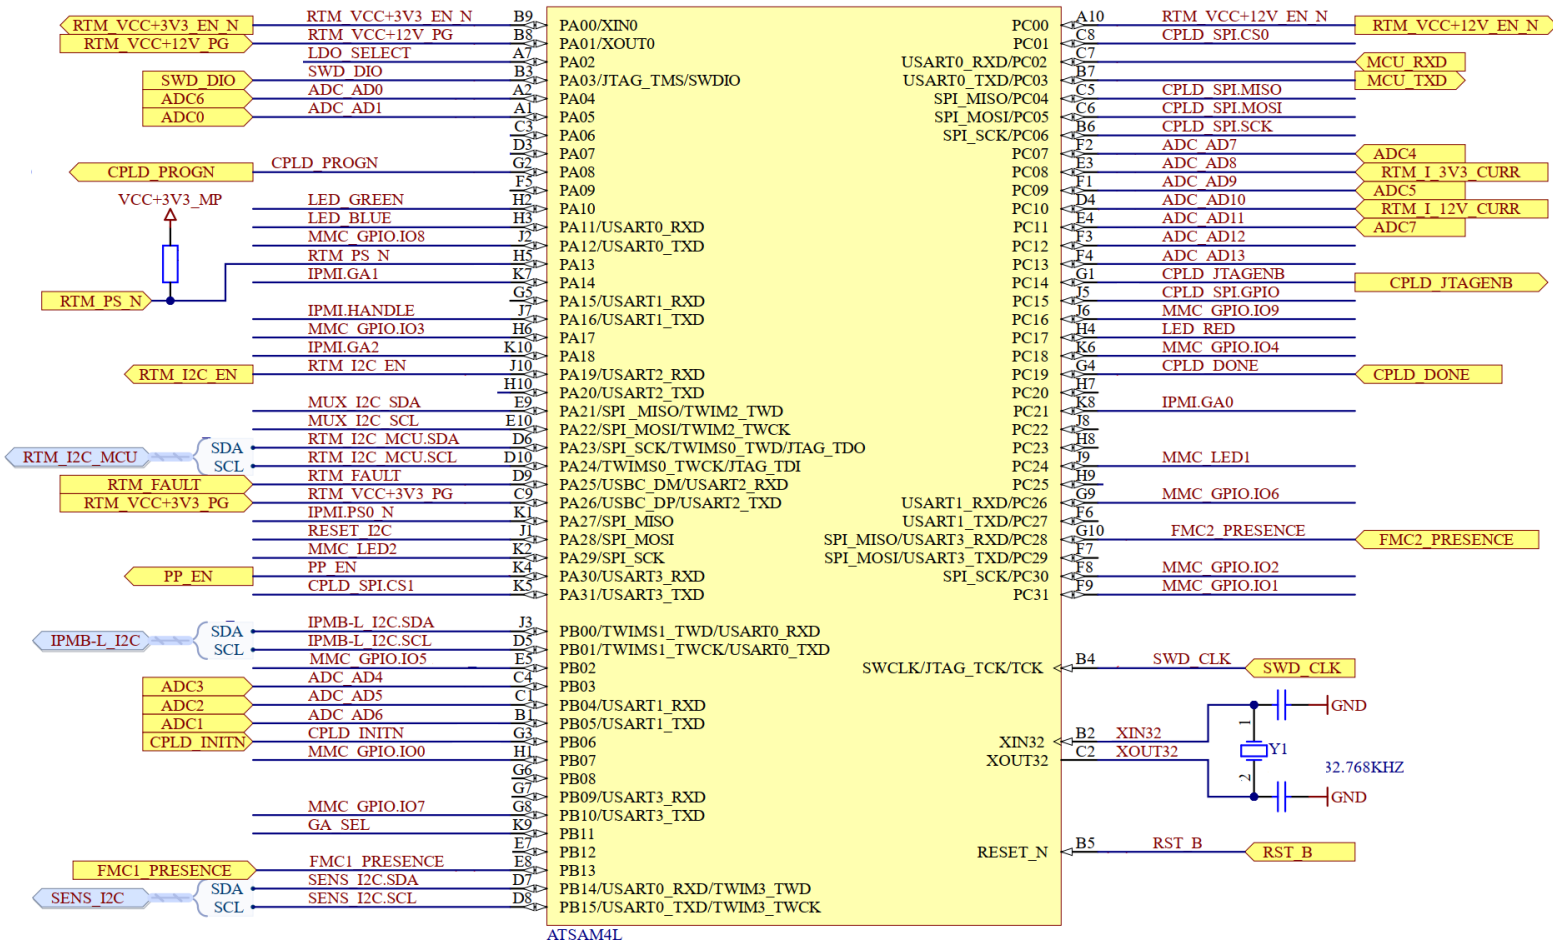 RTM_VCC+3V3_EN_N RTM_VCC+3V3_EN_N B9 PA00/XIN0 PC00 A10 RTM_VCC+12V_EN_N RTM_VCC+12V_EN_N
RTM_VCC+12V_PG RTM_VCC+12V_PG B8 PA01/XOUT0 PC01 C8 CPLD_SPI.CS0
LDO_SELECT A7 PA02 USART0_RXD/PC02 C7 MCU_RXD
SWD_DIO SWD_DIO B3 PA03/JTAG_TMS/SWDIO USART0_TXD/PC03 B7 MCU_TXD
ADC6 ADC_AD0 A2 PA04 SPI_MISO/PC04 C5 CPLD_SPI.MISO
ADC0 ADC_AD1 A1 PA05 SPI_MOSI/PC05 C6 CPLD_SPI.MOSI
C3 PA06 SPI_SCK/PC06 B6 CPLD_SPI.SCK
D3 PA07 PC07 F2 ADC_AD7 ADC4
CPLD_PROGN CPLD_PROGN G2 PA08 PC08 E3 ADC_AD8 RTM_I_3V3_CURR
F5 PA09 PC09 F1 ADC_AD9 ADC5
VCC+3V3_MP LED_GREEN H2 PA10 PC10 D4 ADC_AD10 RTM_I_12V_CURR
LED_BLUE H3 PA11/USART0_RXD PC11 E4 ADC_AD11 ADC7
MMC_GPIO.IO8 J2 PA12/USART0_TXD PC12 F3 ADC_AD12
RTM_PS_N H5 PA13 PC13 F4 ADC_AD13
IPMI.GA1 K7 PA14 PC14 G1 CPLD_JTAGENB CPLD_JTAGENB
RTM_PS_N G5 PA15/USART1_RXD PC15 J5 CPLD_SPI.GPIO
IPMI.HANDLE J7 PA16/USART1_TXD PC16 J6 MMC_GPIO.IO9
MMC_GPIO.IO3 H6 PA17 PC17 H4 LED_RED
IPMI.GA2 K10 PA18 PC18 K6 MMC_GPIO.IO4
RTM_I2C_EN RTM_I2C_EN J10 PA19/USART2_RXD PC19 G4 CPLD_DONE CPLD_DONE
H10 PA20/USART2_TXD PC20 H7
MUX_I2C_SDA E9 PA21/SPI_MISO/TWIM2_TWD PC21 K8 IPMI.GA0
MUX_I2C_SCL E10 PA22/SPI_MOSI/TWIM2_TWCK PC22 J8
RTM_I2C_MCU SDA RTM_I2C_MCU.SDA D6 PA23/SPI_SCK/TWIMS0_TWD/JTAG_TDO PC23 H8
SCL RTM_I2C_MCU.SCL D10 PA24/TWIMS0_TWCK/JTAG_TDI PC24 J9 MMC_LED1
RTM_FAULT RTM_FAULT D9 PA25/USBC_DM/USART2_RXD PC25 H9
RTM_VCC+3V3_PG RTM_VCC+3V3_PG C9 PA26/USBC_DP/USART2_TXD USART1_RXD/PC26 G9 MMC_GPIO.IO6
IPMI.PS0_N K1 PA27/SPI_MISO USART1_TXD/PC27 F6
RESET_I2C J1 PA28/SPI_MOSI SPI_MISO/USART3_RXD/PC28 G10 FMC2_PRESENCE FMC2_PRESENCE
MMC_LED2 K2 PA29/SPI_SCK SPI_MOSI/USART3_TXD/PC29 F7
PP_EN PP_EN K4 PA30/USART3_RXD SPI_SCK/PC30 F8 MMC_GPIO.IO2
CPLD_SPI.CS1 K5 PA31/USART3_TXD PC31 F9 MMC_GPIO.IO1
IPMB-L_I2C SDA IPMB-L_I2C.SDA J3 PB00/TWIMS1_TWD/USART0_RXD
SCL IPMB-L_I2C.SCL D5 PB01/TWIMS1_TWCK/USART0_TXD
MMC_GPIO.IO5 E5 PB02 SWCLK/JTAG_TCK/TCK B4 SWD_CLK SWD_CLK
ADC3 ADC_AD4 C4 PB03
ADC2 ADC_AD5 C1 PB04/USART1_RXD GND
ADC1 ADC_AD6 B1 PB05/USART1_TXD 1
CPLD_INITN CPLD_INITN G3 PB06 XIN32 B2 XIN32 Y1
MMC_GPIO.IO0 H1 PB07 XOUT32 C2 XOUT32 32.768KHZ
G6 PB08 2
G7 PB09/USART3_RXD GND
MMC_GPIO.IO7 G8 PB10/USART3_TXD
GA_SEL K9 PB11
E7 PB12 RESET_N B5 RST_B RST_B
FMC1_PRESENCE FMC1_PRESENCE E8 PB13
SENS_I2C SDA SENS_I2C.SDA D7 PB14/USART0_RXD/TWIM3_TWD
SCL SENS_I2C.SCL D8 PB15/USART0_TXD/TWIM3_TWCK
ATSAM4L